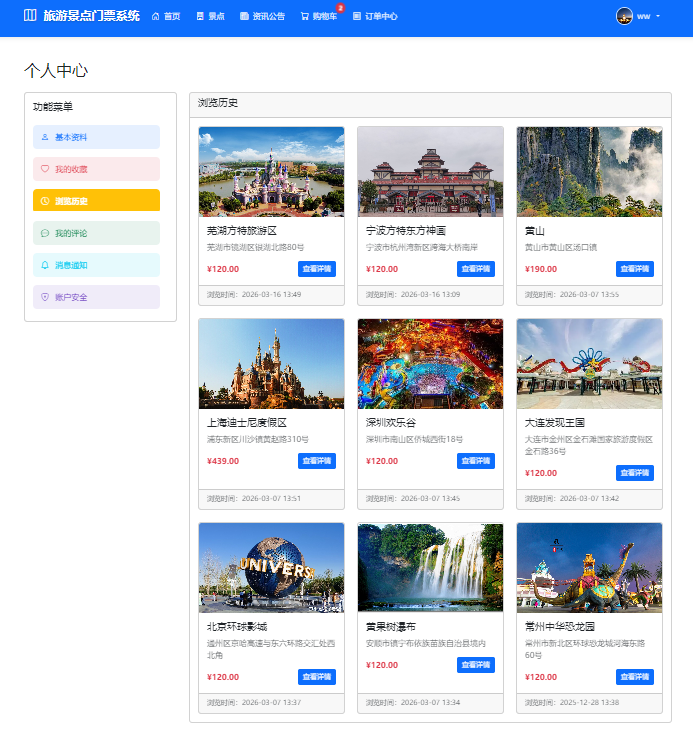 旅游景点门票系统
首页
景点
资讯公告
购物车
2
订单中心
ww
个人中心
功能菜单
基本资料
我的收藏
浏览历史
我的评论
消息通知
账户安全
浏览历史
芜湖方特旅游区
芜湖市镜湖区银湖北路80号
¥120.00
查看详情
浏览时间：2026-03-16 13:49
宁波方特东方神画
宁波市杭州湾新区跨海大桥南岸
¥120.00
查看详情
浏览时间：2026-03-16 13:09
黄山
黄山市黄山区汤口镇
¥190.00
查看详情
浏览时间：2026-03-07 13:55
上海迪士尼度假区
浦东新区川沙镇黄赵路310号
¥439.00
查看详情
浏览时间：2026-03-07 13:51
深圳欢乐谷
深圳市南山区侨城西街18号
¥120.00
查看详情
浏览时间：2026-03-07 13:45
大连发现王国
大连市金州区金石滩国家旅游度假区
金石路36号
¥120.00
查看详情
浏览时间：2026-03-07 13:42
UNIVERS
北京环球影城
通州区京哈高速与东六环路交汇处西
北角
¥120.00
查看详情
浏览时间：2026-03-07 13:37
黄果树瀑布
安顺市镇宁布依族苗族自治县境内
¥120.00
查看详情
浏览时间：2026-03-07 13:34
常州中华恐龙园
常州市新北区环球恐龙城河海东路
60号
¥120.00
查看详情
浏览时间：2025-12-28 13:38